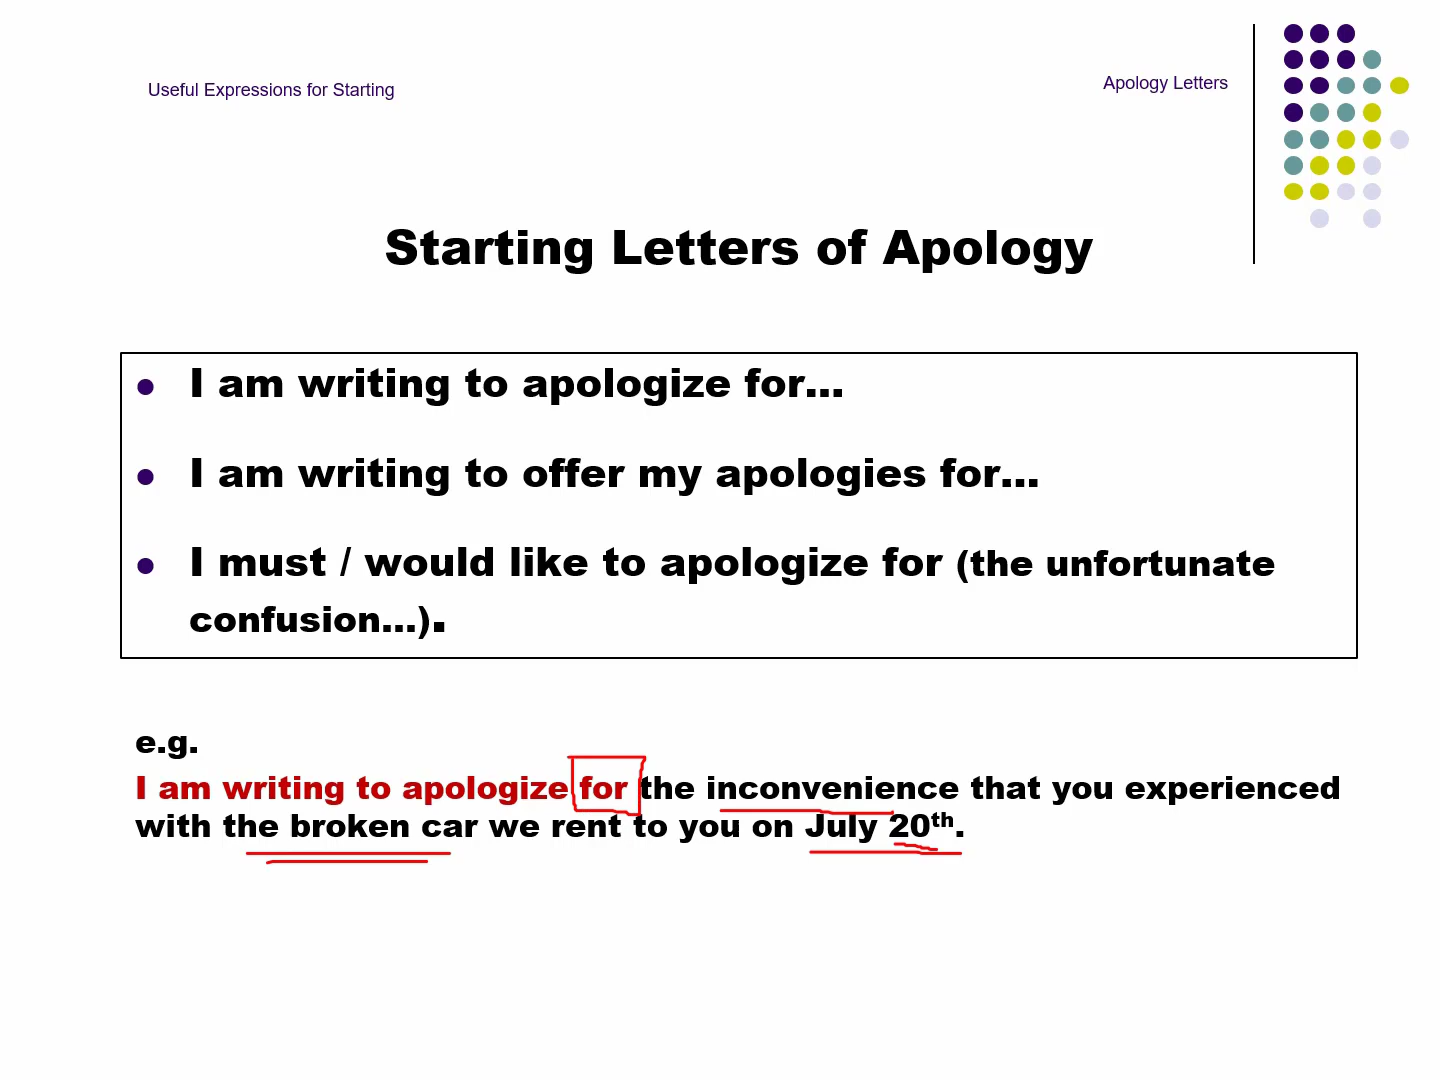 Useful Expressions for Starting
Apology Letters
Starting Letters of Apology
● I am writing to apologize for...
● I am writing to offer my apologies for...
● I must / would like to apologize for (the unfortunate
confusion...).
e.g.
I am writing to apologize for the inconvenience that you experienced
with the broken car we rent to you on July 20th.